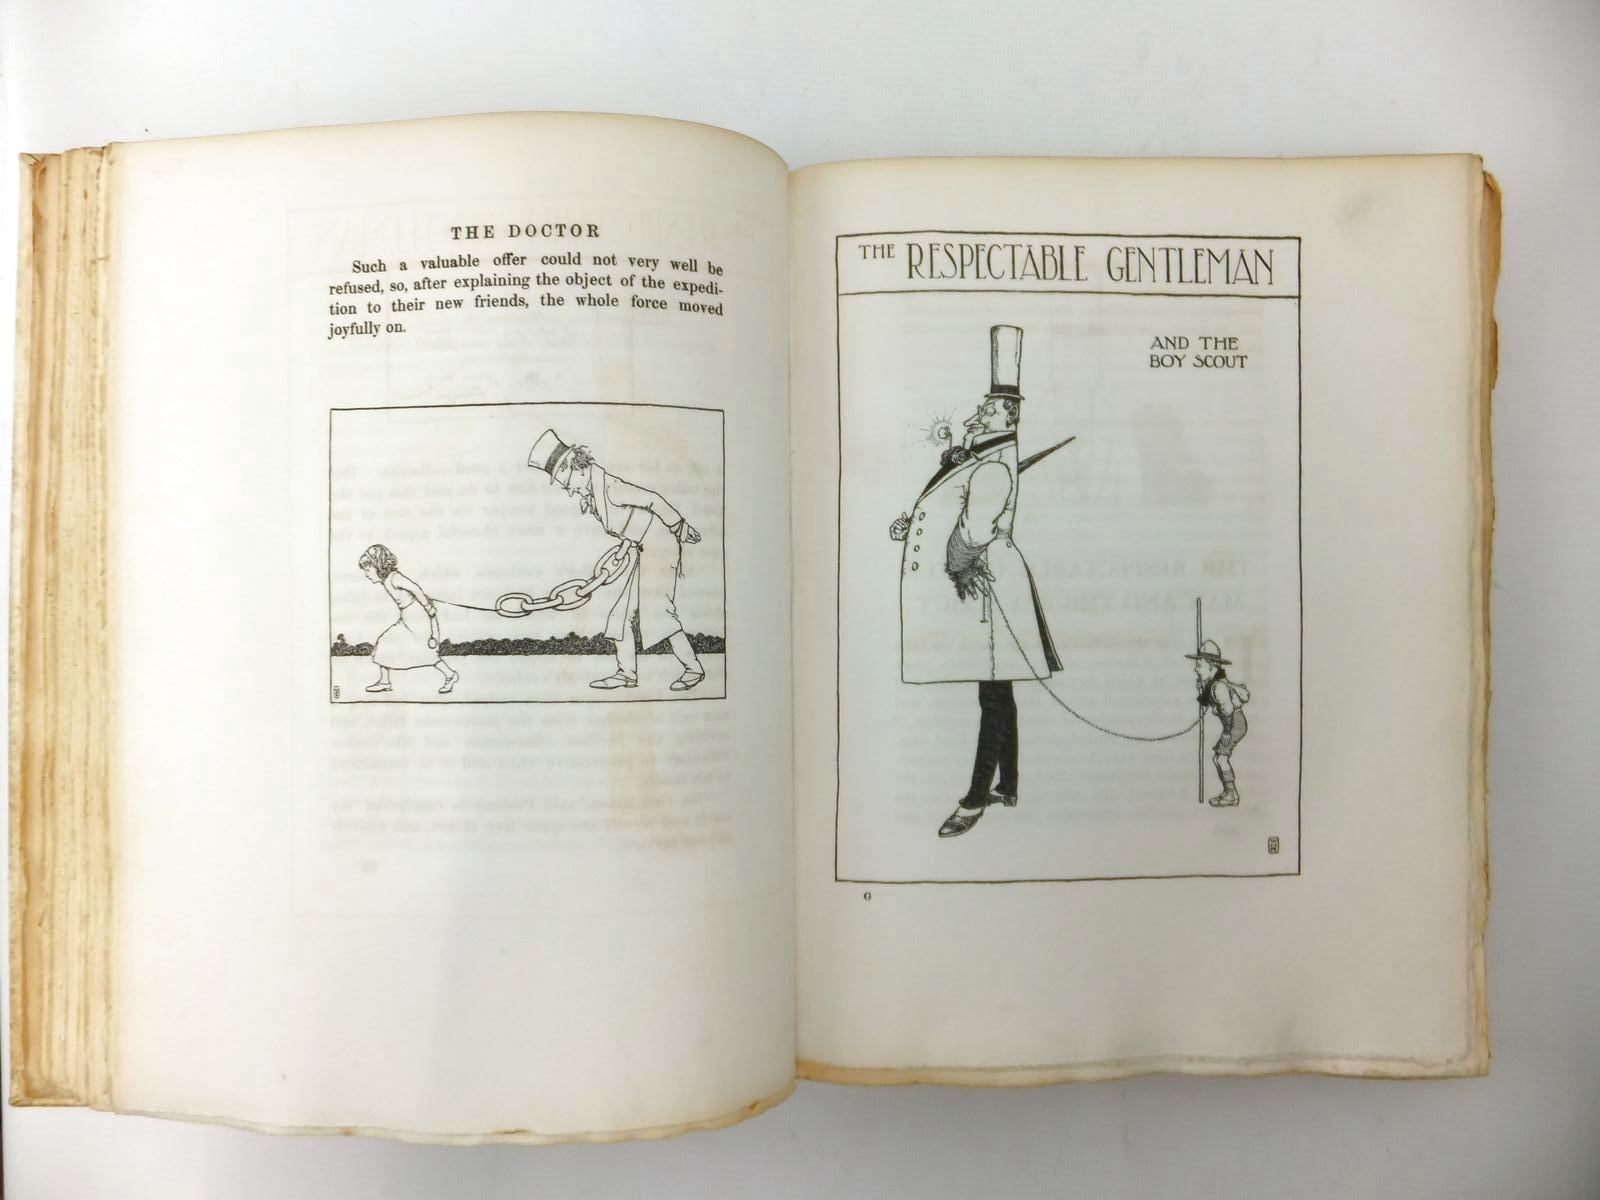 THE DOCTOR
Such a valuable offer could not very well be
refused, so, after explaining the object of the expedi-
tion to their new friends, the whole force moved
joyfully on.
THE RESPECTABLE GENTLEMAN
AND THE
BOY SCOUT
G